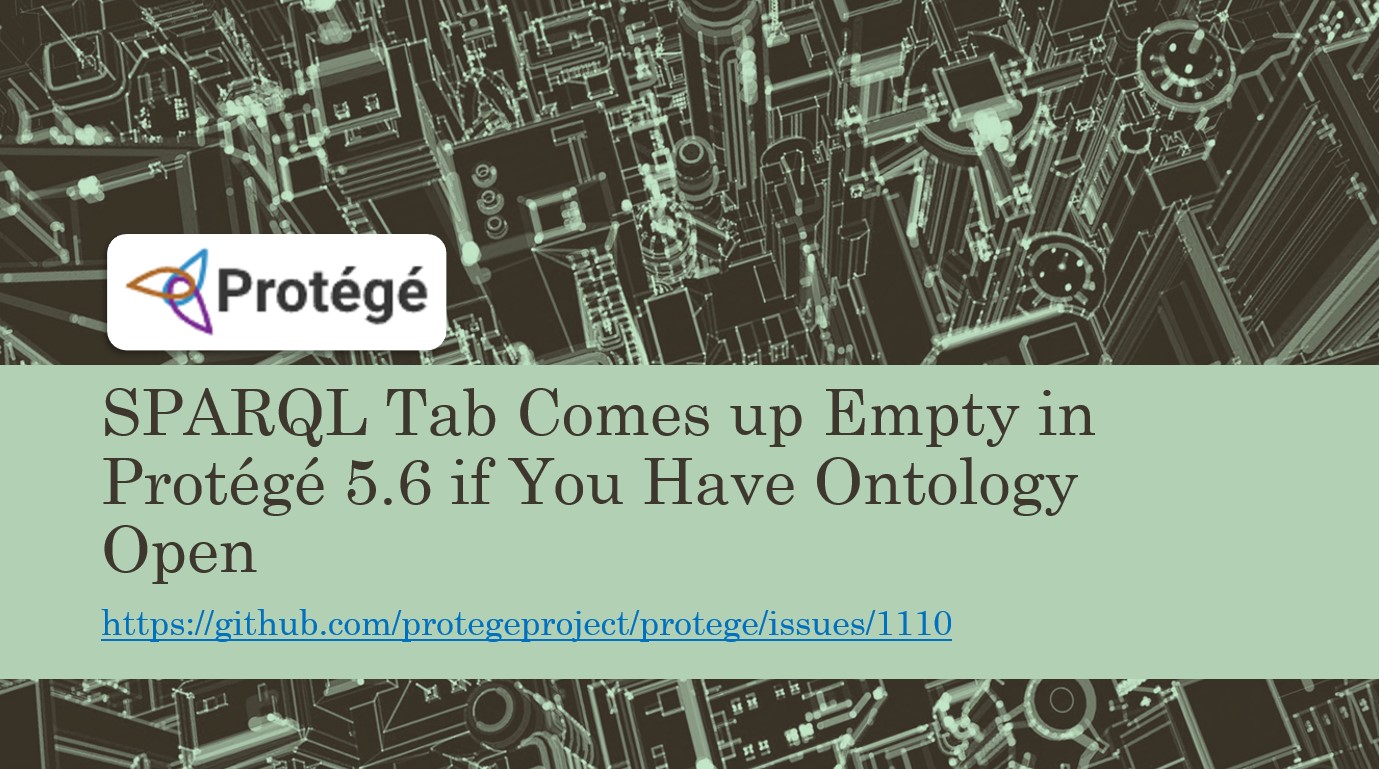 Protégé
SPARQL Tab Comes up Empty in
Protégé 5.6 if You Have Ontology
Open
https://github.com/protegeproject/protege/issues/1110